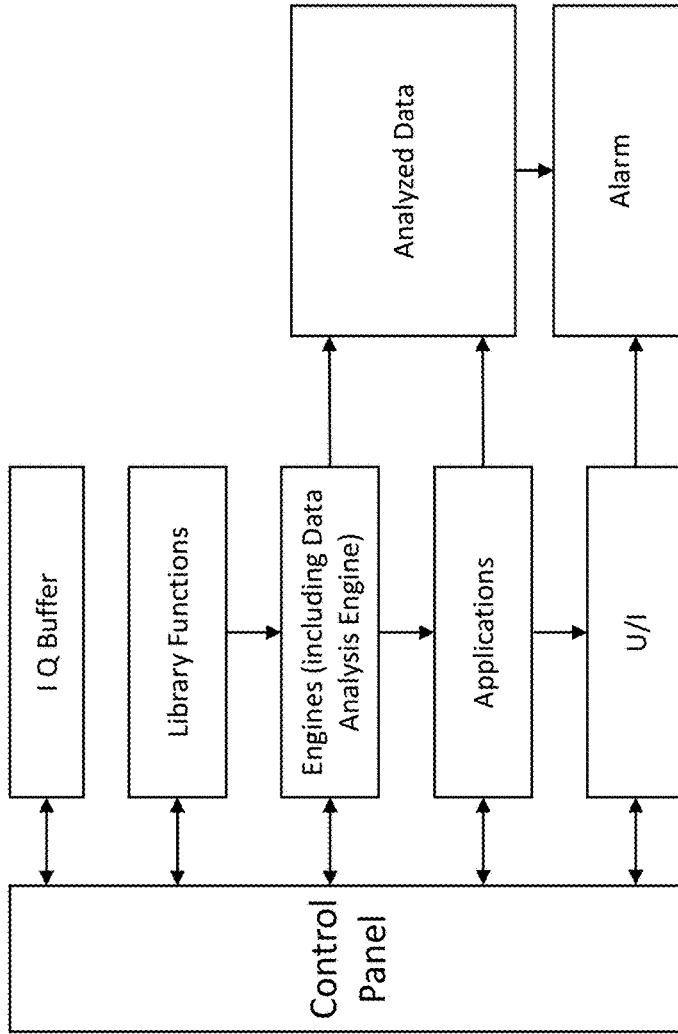 Control
Panel
I Q Buffer
Library Functions
Engines (including Data
Analysis Engine)
Applications
U/I
Analyzed Data
Alarm